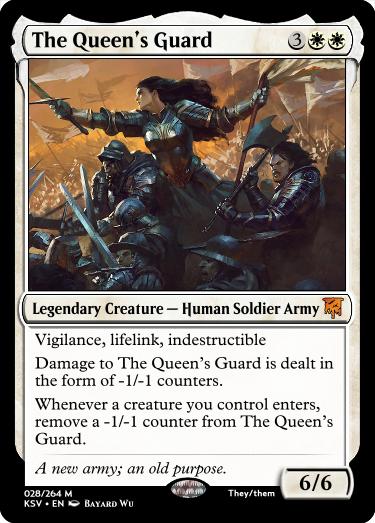 The Queen's Guard 3
Legendary Creature — Human Soldier Army
Vigilance, lifelink, indestructible
Damage to The Queen's Guard is dealt
in the form of -1/-1 counters.
Whenever a creature you control enters,
remove a -1/-1 counter from The Queen's
Guard.
A new army; an old purpose.
6/6
028/264 M
KSV • EN Bayard Wu
They/them